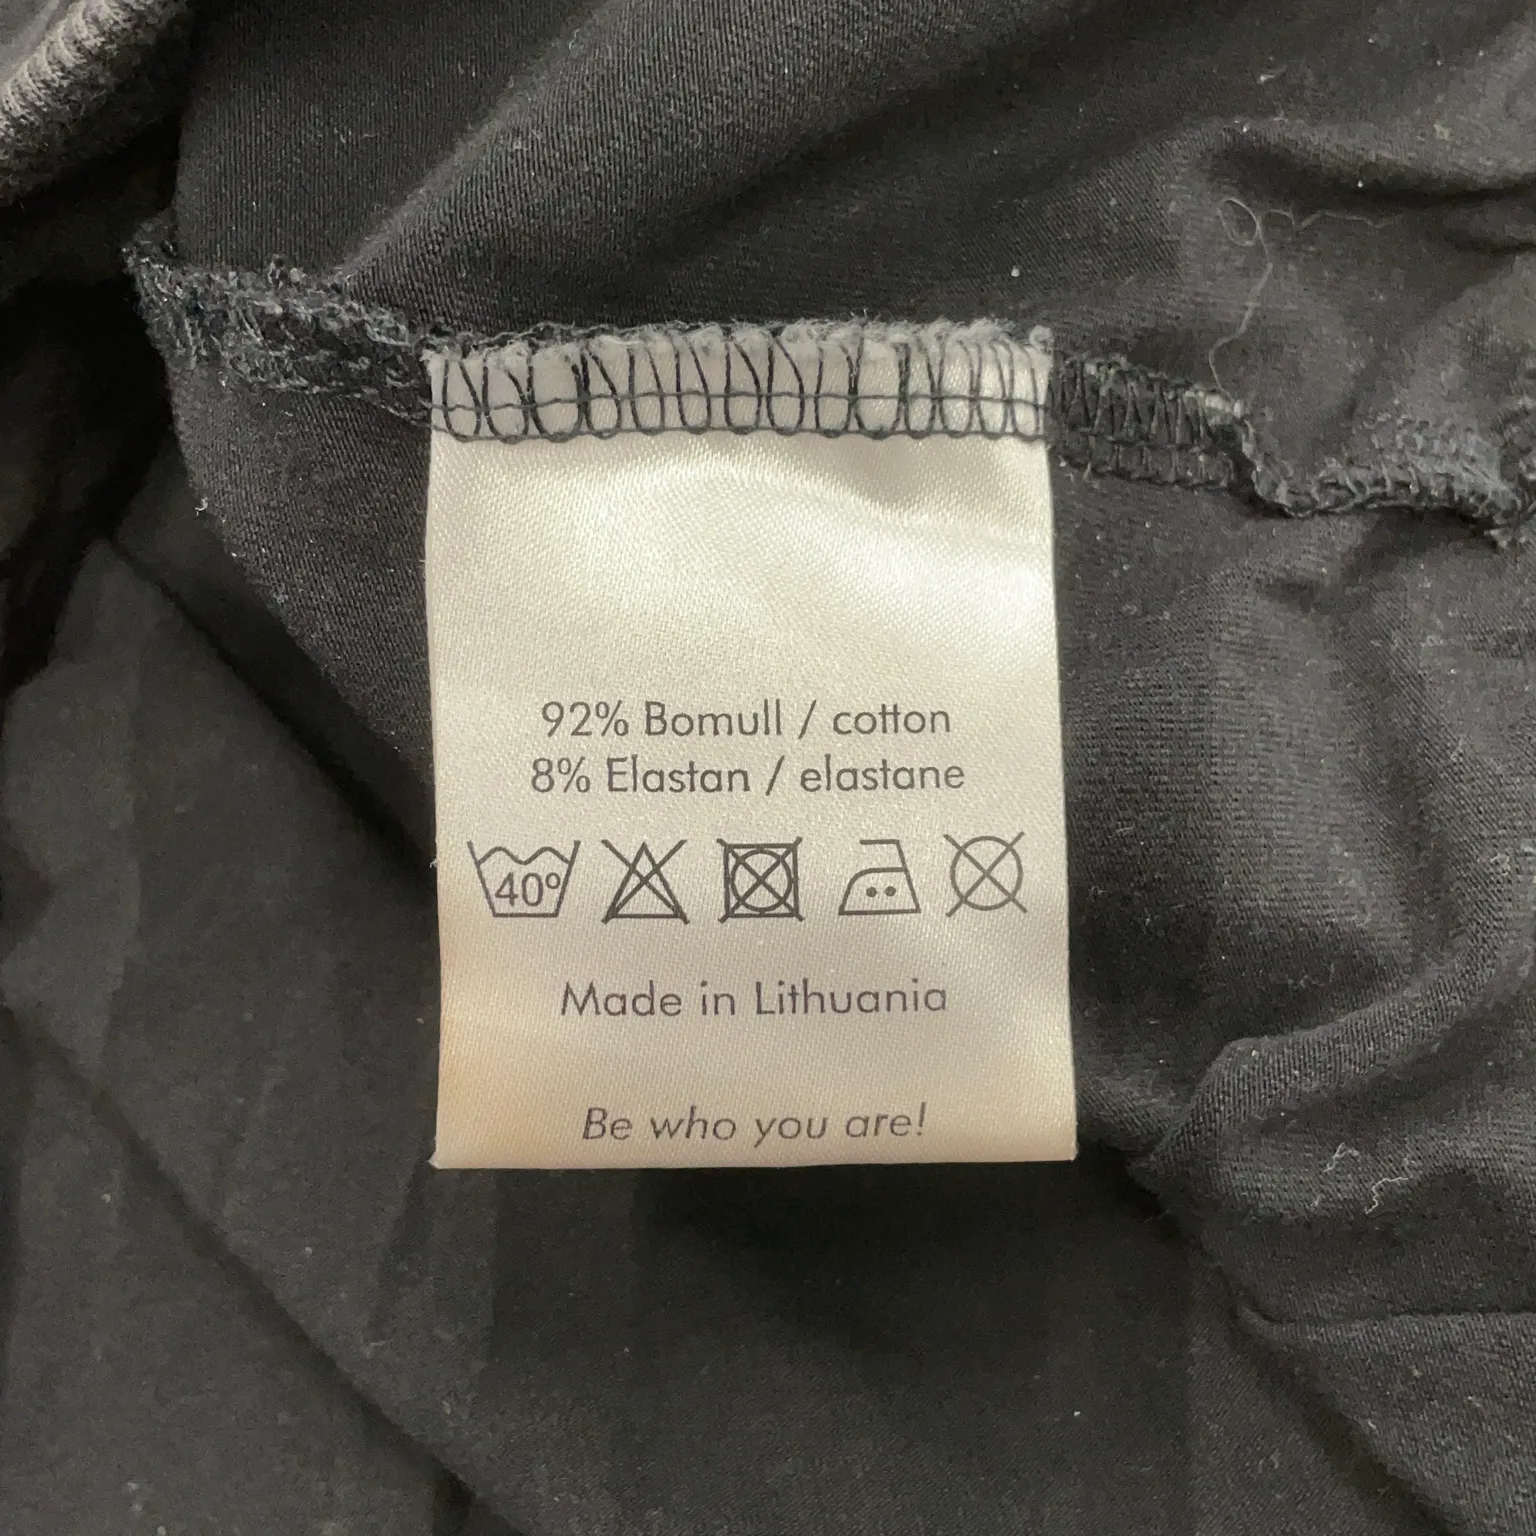 92% Bomull / cotton
8% Elastan / elastane
40°
Made in Lithuania
Be who you are!